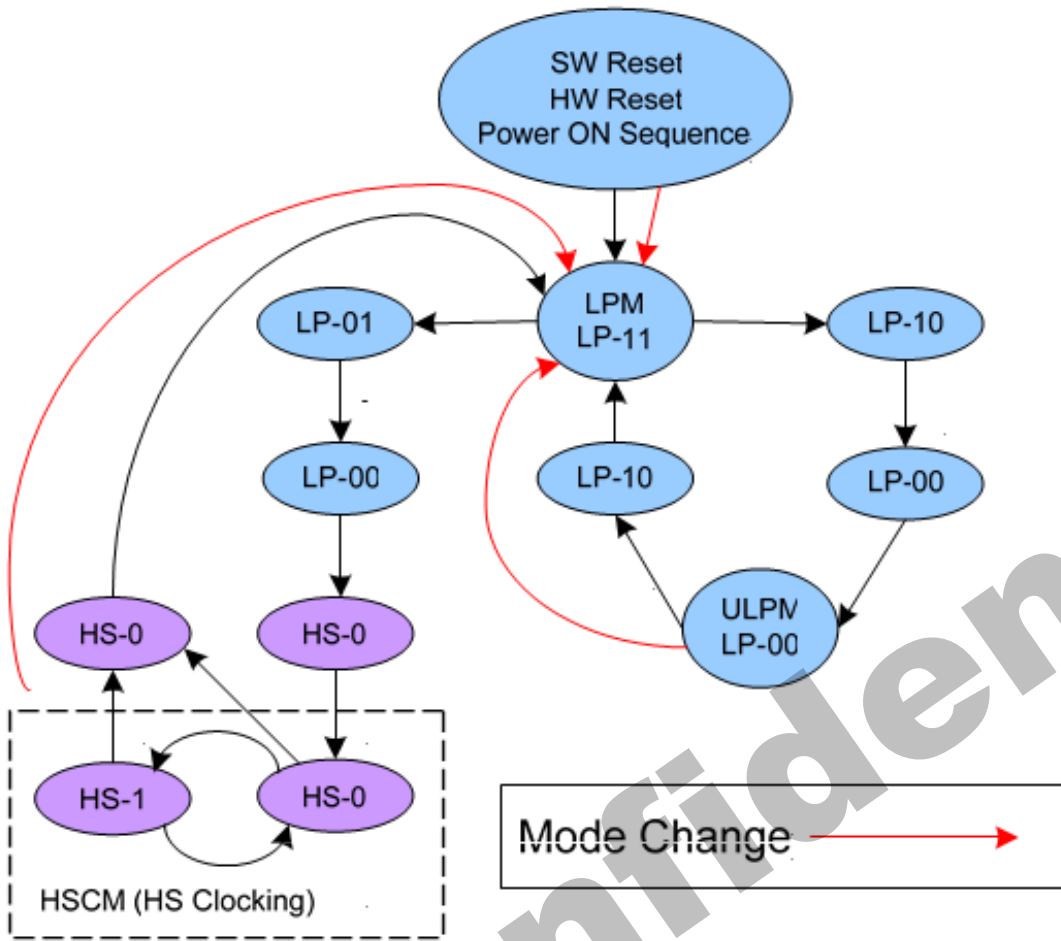 SW Reset
HW Reset
Power ON Sequence
LPM
LP-11
LP-01
LP-10
LP-00
LP-10
LP-00
ULPM
LP-00
HS-0
HS-0
HS-1
HS-0
HSCM (HS Clocking)
Mode Change